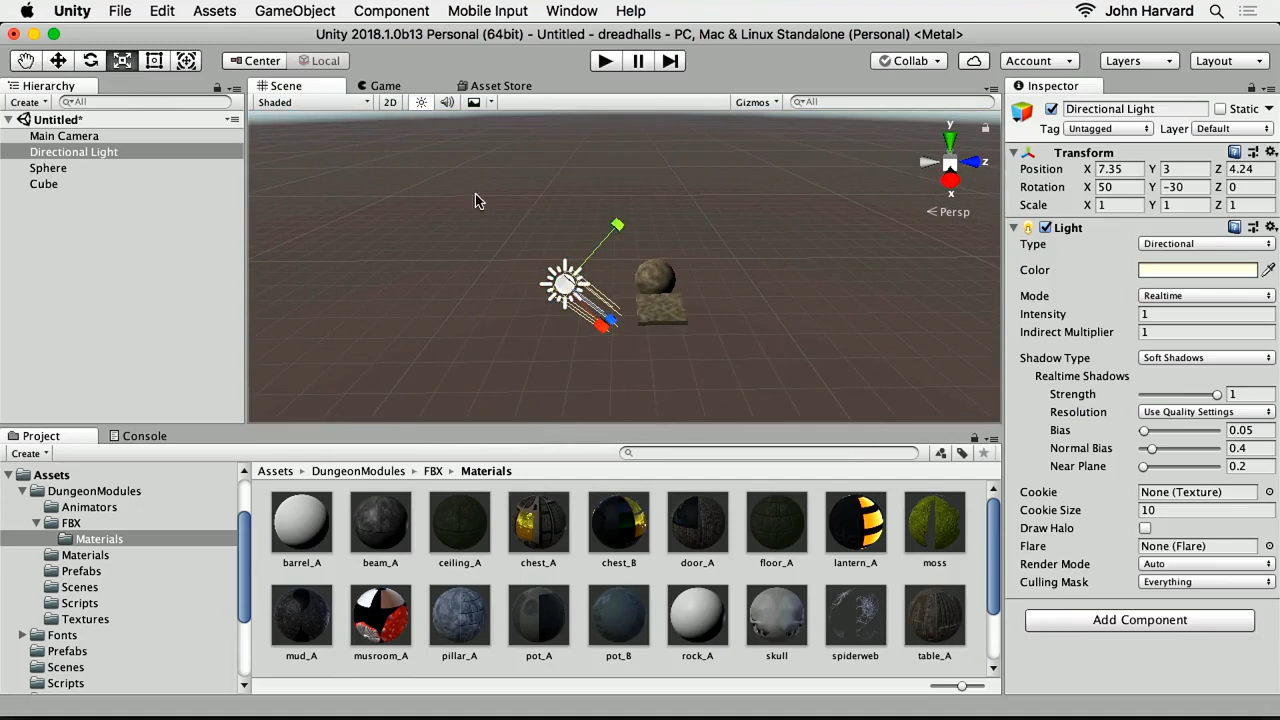 Unity File Edit Assets GameObject Component Mobile Input Window Help John Harvard
Unity 2018.1.0b13 Personal (64bit) - Untitled - dreadhalls - PC, Mac & Linux Standalone (Personal) <Metal>
Center Local Collab Account Layers Layout
Hierarchy
Create All
Untitled*
Main Camera
Directional Light
Sphere
Cube
Scene Game Asset Store
Shaded 2D Gizmos All
y
z
x
Persp
Inspector
Directional Light Static
Tag Untagged Layer Default
Transform
Position X 7.35 Y 3 Z 4.24
Rotation X 50 Y -30 Z 0
Scale X 1 Y 1 Z 1
Light
Type Directional
Color
Mode Realtime
Intensity 1
Indirect Multiplier 1
Shadow Type Soft Shadows
Realtime Shadows
Strength 1
Resolution Use Quality Settings
Bias 0.05
Normal Bias 0.4
Near Plane 0.2
Cookie None (Texture)
Cookie Size 10
Draw Halo
Flare None (Flare)
Render Mode Auto
Culling Mask Everything
Add Component
Project Console
Create
Assets
DungeonModules
Animators
FBX
Materials
Materials
Prefabs
Scenes
Scripts
Textures
Fonts
Prefabs
Scenes
Scripts
Assets DungeonModules FBX Materials
barrel_A beam_A ceiling_A chest_A chest_B door_A floor_A lantern_A moss
mud_A musroom_A pillar_A pot_A pot_B rock_A skull spiderweb table_A